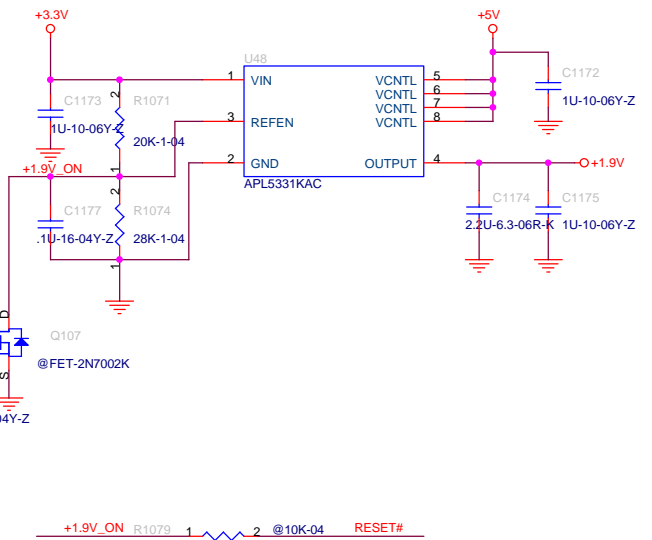 +3.3V
+5V
U48
1 VIN VCNTL 5
VCNTL 6
VCNTL 7
3 REFEN VCNTL 8
2 GND OUTPUT 4
APL5331KAC
C1172
1U-10-06Y-Z
C1173
1U-10-06Y-Z
2 R1071
20K-1-04
1
+1.9V_ON
+1.9V
2
C1177
.1U-16-04Y-Z
R1074
28K-1-04
1
C1174
2.2U-6.3-06R-K
C1175
1U-10-06Y-Z
D
Q107
@FET-2N7002K
S
04Y-Z
+1.9V_ON R1079 1 2 @10K-04 RESET#